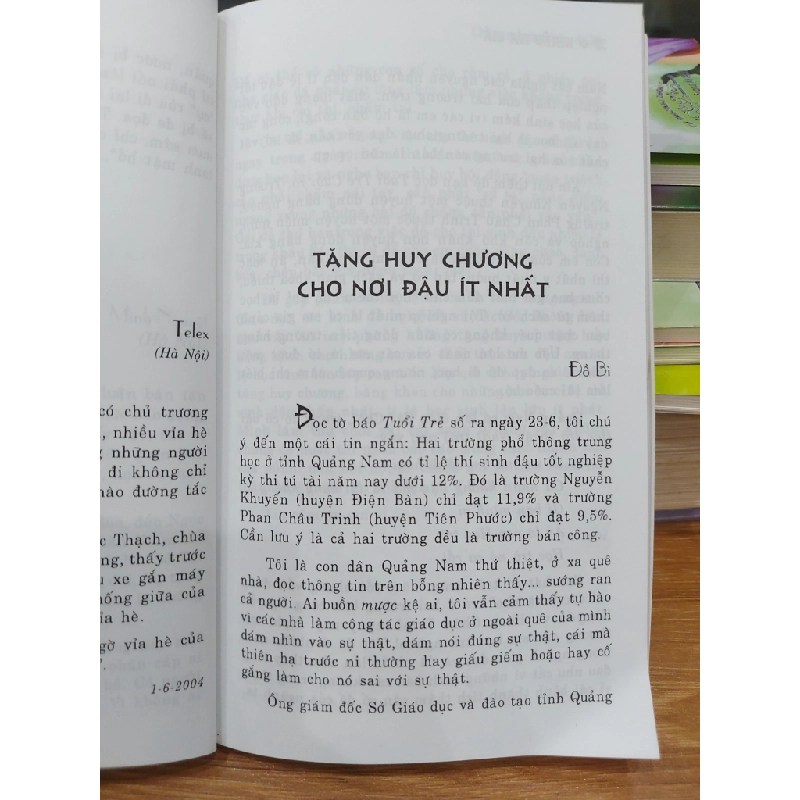 Telex
(Hà Nội)
có chủ trương
, nhiều vỉa hè
g những người
đi không chỉ
hào đường tắc
c Thạch, chùa
ng, thấy trước
u xe gắn máy
hống giữa của
ỉa hè.
gờ vỉa hè của
".
1-6-2004
TẶNG HUY CHƯƠNG
CHO NƠI ĐẬU ÍT NHẤT
Đồ Bì
Đọc tờ báo Tuổi Trẻ số ra ngày 23-6, tôi chú
ý đến một cái tin ngắn: Hai trường phổ thông trung
học ở tỉnh Quảng Nam có tỉ lệ thí sinh đậu tốt nghiệp
kỳ thi tú tài năm nay dưới 12%. Đó là trường Nguyễn
Khuyến (huyện Điện Bàn) chỉ đạt 11,9% và trường
Phan Châu Trinh (huyện Tiên Phước) chỉ đạt 9,5%.
Cần lưu ý là cả hai trường đều là trường bán công.
Tôi là con dân Quảng Nam thứ thiệt, ở xa quê
nhà, đọc thông tin trên bỗng nhiên thấy... sướng ran
cả người. Ai buồn mược kệ ai, tôi vẫn cảm thấy tự hào
vì các nhà làm công tác giáo dục ở ngoài quê của mình
dám nhìn vào sự thật, dám nói đúng sự thật, cái mà
thiên hạ trước ni thường hay giấu giếm hoặc hay cố
gắng làm cho nó sai với sự thật.
Ông giám đốc Sở Giáo dục và đào tạo tỉnh Quảng